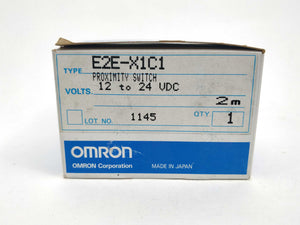 TYPE E2E-X1C1
PROXIMITY SWITCH
VOLTS. 12 to 24 VDC
2m
LOT NO. 1145 QTY 1
OMRON
OMRON Corporation MADE IN JAPAN